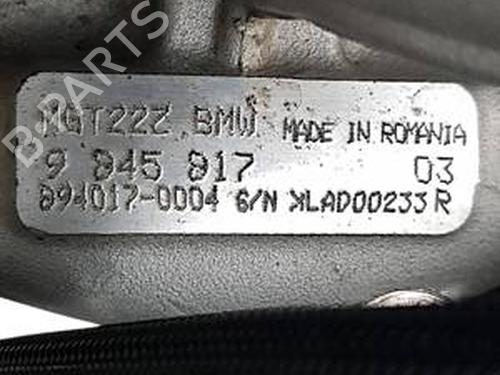 B-PARTS
MGT22Z BMW MADE IN ROMANIA
9 845 817 03
894017-0004 S/N KLAD00233 R